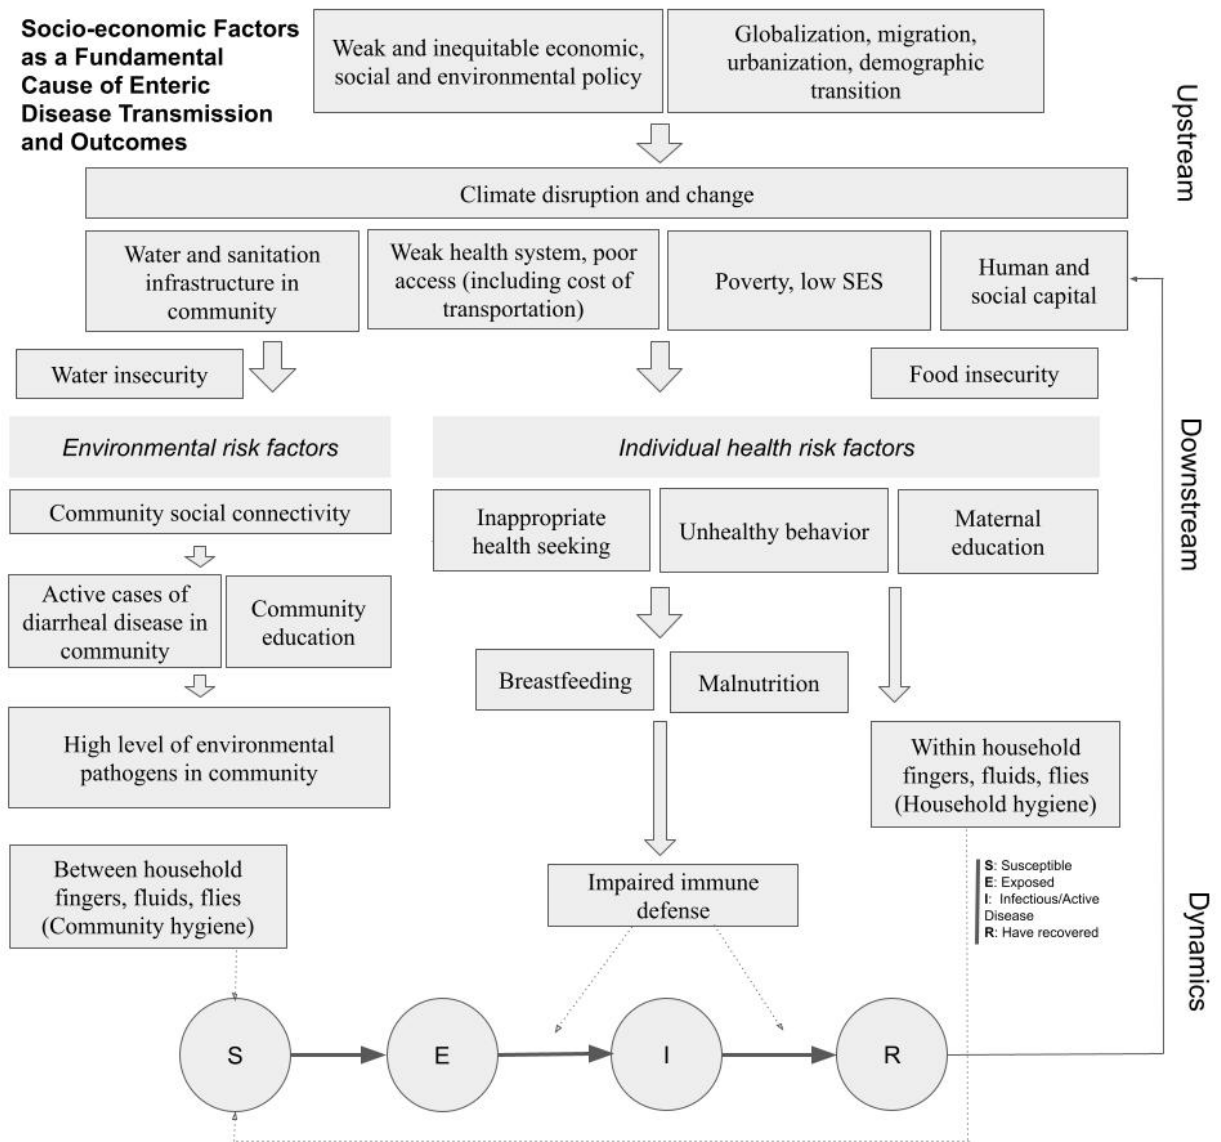 Socio-economic Factors
as a Fundamental
Cause of Enteric
Disease Transmission
and Outcomes
Weak and inequitable economic,
social and environmental policy
Globalization, migration,
urbanization, demographic
transition
Upstream
Climate disruption and change
Water and sanitation
infrastructure in
community
Weak health system, poor
access (including cost of
transportation)
Poverty, low SES
Human and
social capital
Water insecurity
Food insecurity
Downstream
Environmental risk factors
Individual health risk factors
Community social connectivity
Inappropriate
health seeking
Unhealthy behavior
Maternal
education
Active cases of
diarrheal disease in
community
Community
education
Breastfeeding
Malnutrition
High level of environmental
pathogens in community
Within household
fingers, fluids, flies
(Household hygiene)
Between household
fingers, fluids, flies
(Community hygiene)
Impaired immune
defense
S: Susceptible
E: Exposed
I: Infectious/Active
Disease
R: Have recovered
Dynamics
S
E
I
R